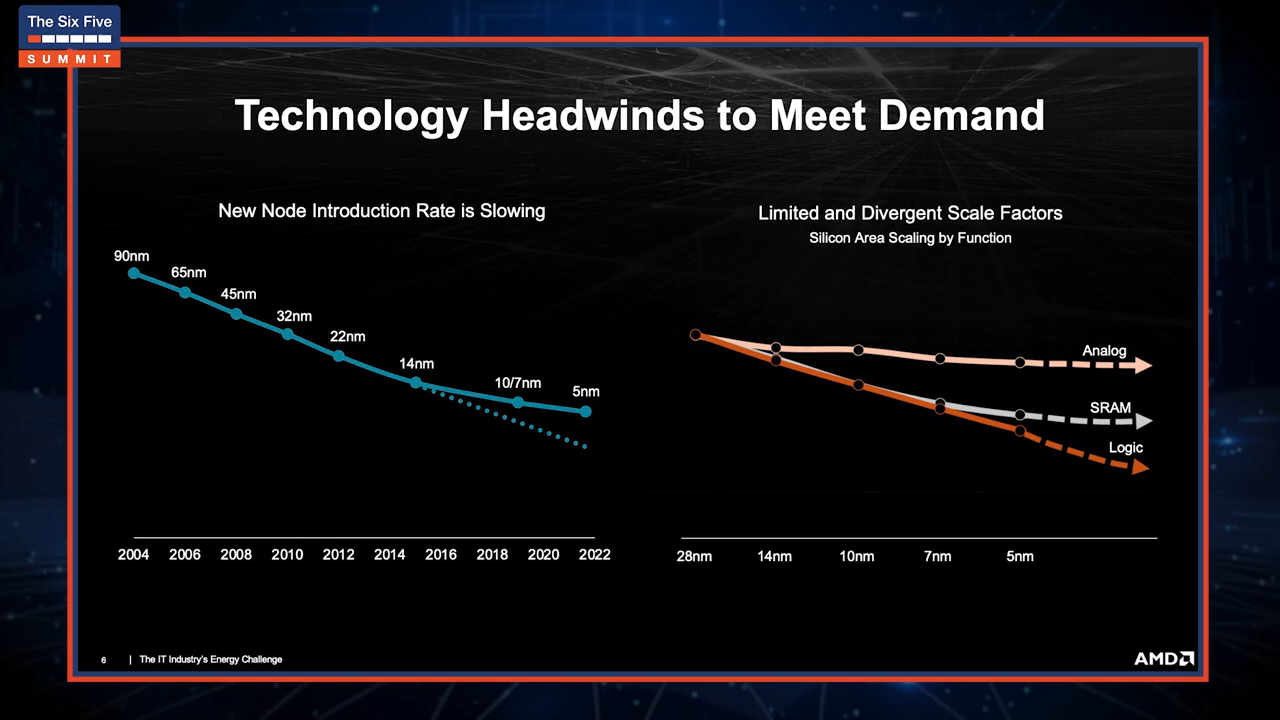 The Six Five
SUMMIT
Technology Headwinds to Meet Demand
New Node Introduction Rate is Slowing
90nm
65nm
45nm
32nm
22nm
14nm
10/7nm
5nm
2004 2006 2008 2010 2012 2014 2016 2018 2020 2022
Limited and Divergent Scale Factors
Silicon Area Scaling by Function
Analog
SRAM
Logic
28nm 14nm 10nm 7nm 5nm
6 | The IT Industry's Energy Challenge
AMD